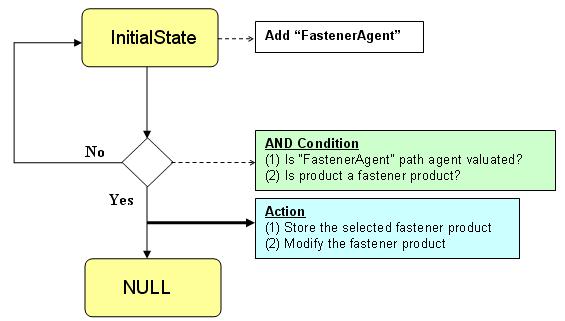 InitialState
Add “FastenerAgent”
No
AND Condition
(1) Is "FastenerAgent" path agent valuated?
(2) Is product a fastener product?
Yes
Action
(1) Store the selected fastener product
(2) Modify the fastener product
NULL